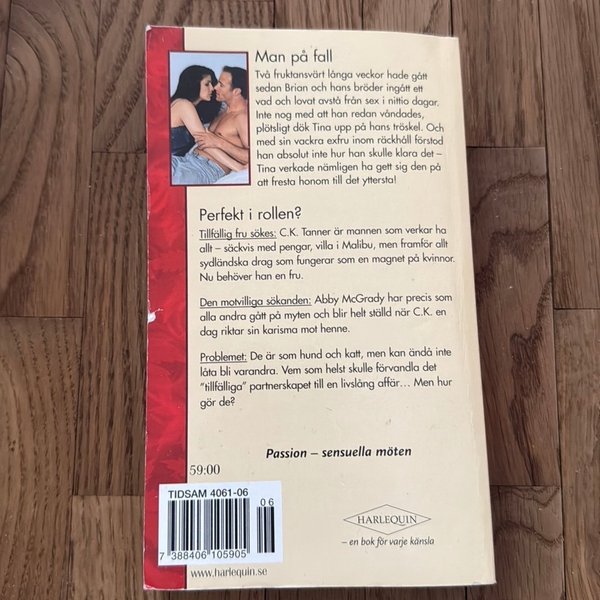 Man på fall
Två fruktansvärt långa veckor hade gått
sedan Brian och hans bröder ingått ett
vad och lovat avstå från sex i nittio dagar.
Inte nog med att han redan våndades,
plötsligt dök Tina upp på hans tröskel. Och
med sin vackra exfru inom räckhåll förstod
han absolut inte hur han skulle klara det –
Tina verkade nämligen ha gett sig den på
att fresta honom till det yttersta!
Perfekt i rollen?
Tillfällig fru sökes: C.K. Tanner är mannen som verkar ha
allt – säckvis med pengar, villa i Malibu, men framför allt
sydländska drag som fungerar som en magnet på kvinnor.
Nu behöver han en fru.
Den motvilliga sökanden: Abby McGrady har precis som
alla andra gått på myten och blir helt ställd när C.K. en
dag riktar sin karisma mot henne.
Problemet: De är som hund och katt, men kan ändå inte
låta bli varandra. Vem som helst skulle förvandla det
”tillfälliga” partnerskapet till en livslång affär... Men hur
gör de?
Passion – sensuella möten
59:00
TIDSAM 4061-06
06
7 388406 105905
HARLEQUIN
– en bok för varje känsla
www.harlequin.se